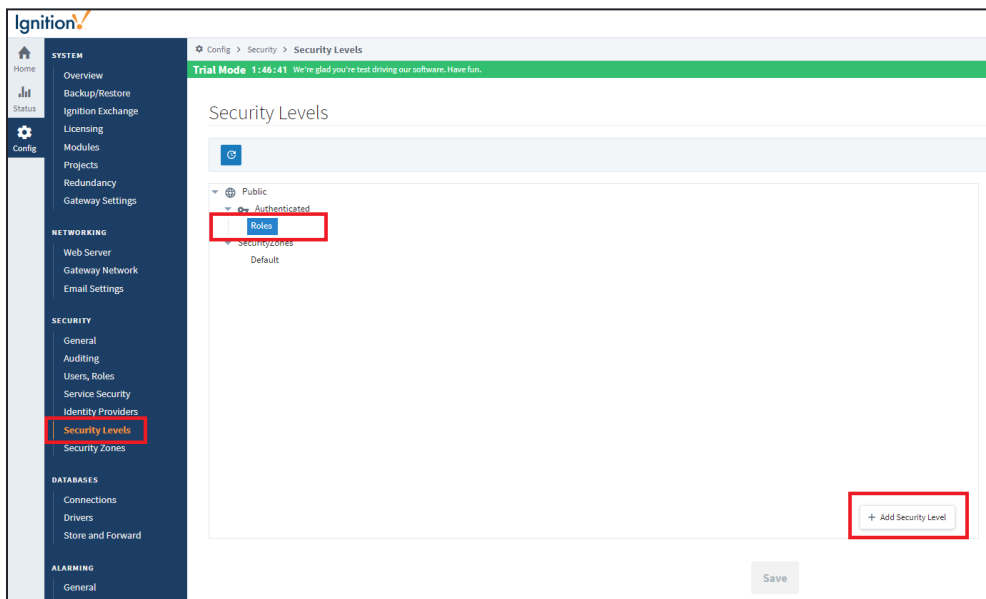 Ignition
Home
Status
Config
SYSTEM
Overview
Backup/Restore
Ignition Exchange
Licensing
Modules
Projects
Redundancy
Gateway Settings
NETWORKING
Web Server
Gateway Network
Email Settings
SECURITY
General
Auditing
Users, Roles
Service Security
Identity Providers
Security Levels
Security Zones
DATABASES
Connections
Drivers
Store and Forward
ALARMING
General
Config > Security > Security Levels
Trial Mode 1:46:41 We're glad you're test driving our software. Have fun.
Security Levels
Public
Authenticated
Roles
SecurityZones
Default
+ Add Security Level
Save